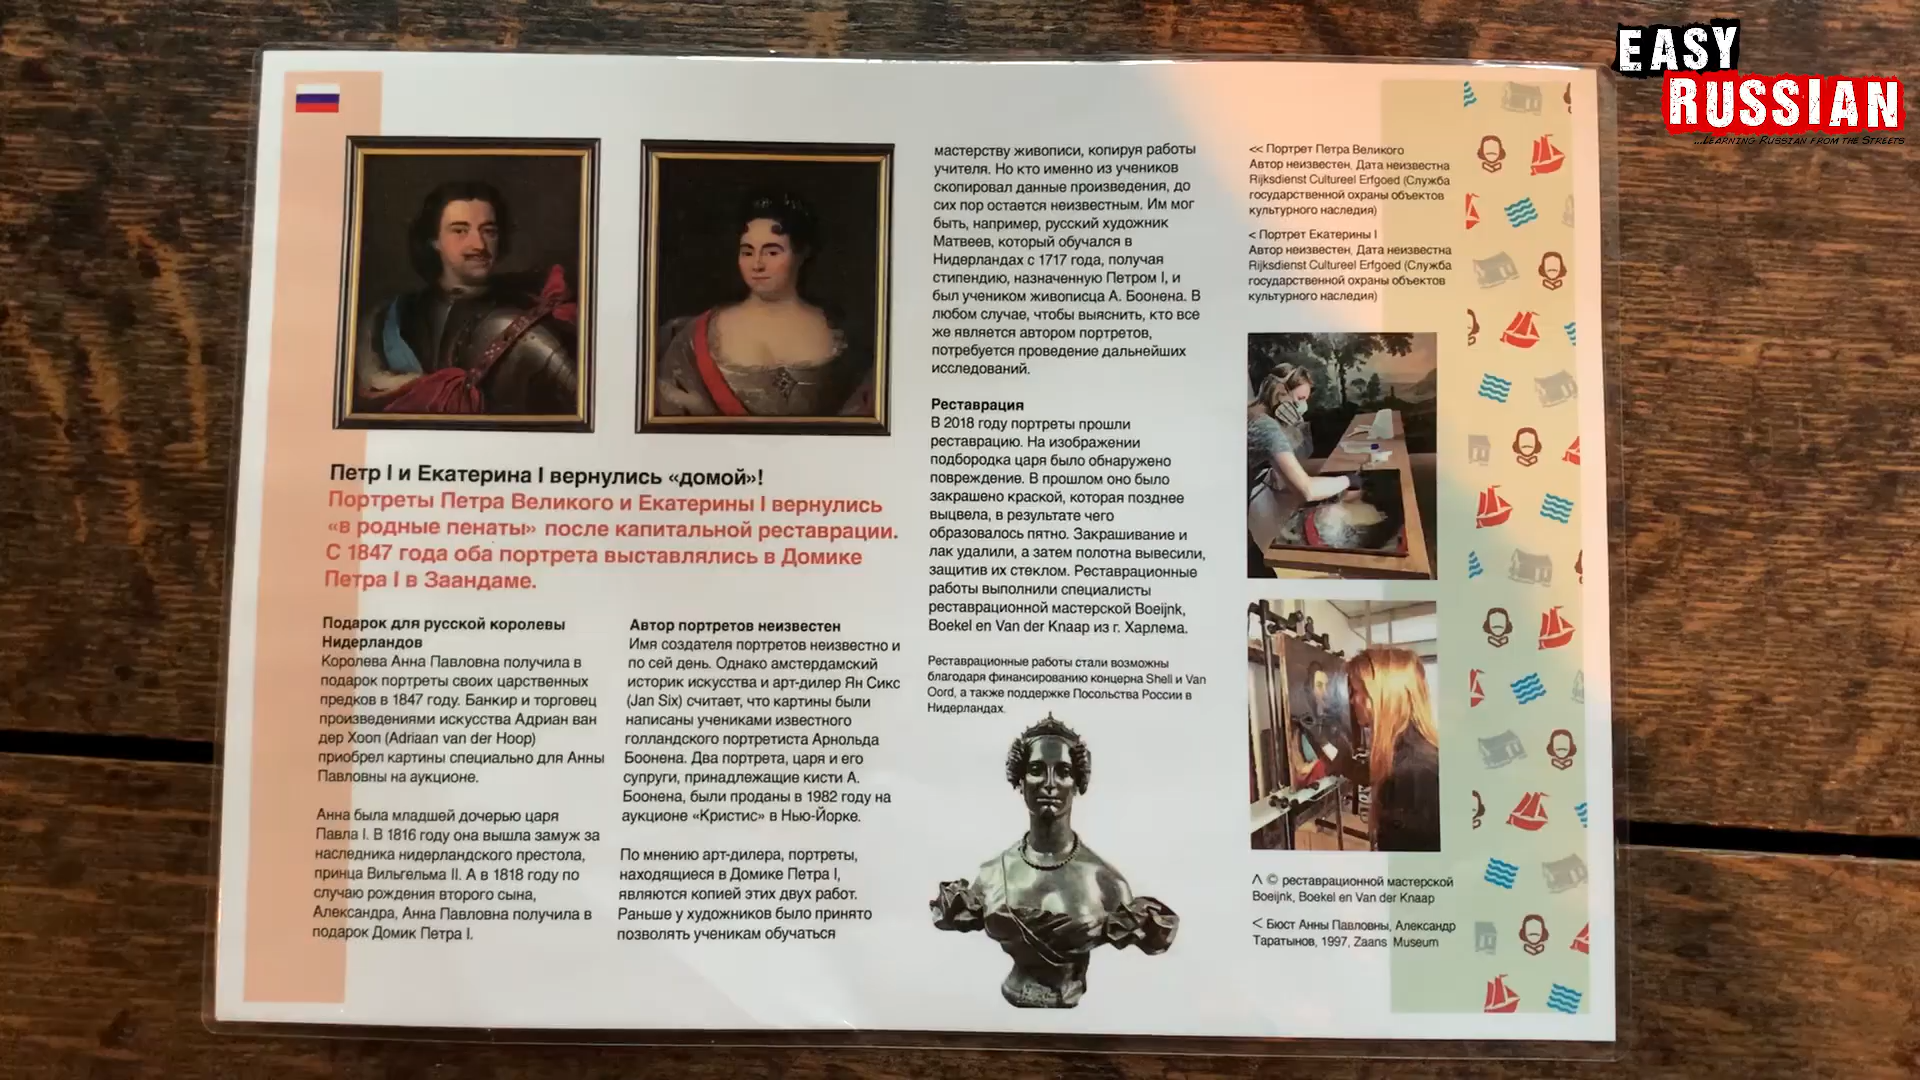 EASY
RUSSIAN
...LEARNING RUSSIAN FROM THE STREETS
Петр I и Екатерина I вернулись «домой»!
Портреты Петра Великого и Екатерины I вернулись
«в родные пенаты» после капитальной реставрации.
С 1847 года оба портрета выставлялись в Домике
Петра I в Заандаме.
Подарок для русской королевы
Нидерландов
Королева Анна Павловна получила в
подарок портреты своих царственных
предков в 1847 году. Банкир и торговец
произведениями искусства Адриан ван
дер Хооп (Adriaan van der Hoop)
приобрел картины специально для Анны
Павловны на аукционе.
Анна была младшей дочерью царя
Павла I. В 1816 году она вышла замуж за
наследника нидерландского престола,
принца Вильгельма II. А в 1818 году по
случаю рождения второго сына,
Александра, Анна Павловна получила в
подарок Домик Петра I.
Автор портретов неизвестен
Имя создателя портретов неизвестно и
по сей день. Однако амстердамский
историк искусства и арт-дилер Ян Сикс
(Jan Six) считает, что картины были
написаны учениками известного
голландского портретиста Арнольда
Боонена. Два портрета, царя и его
супруги, принадлежащие кисти А.
Боонена, были проданы в 1982 году на
аукционе «Кристис» в Нью-Йорке.
По мнению арт-дилера, портреты,
находящиеся в Домике Петра I,
являются копией этих двух работ.
Раньше у художников было принято
позволять ученикам обучаться
мастерству живописи, копируя работы
учителя. Но кто именно из учеников
скопировал данные произведения, до
сих пор остается неизвестным. Им мог
быть, например, русский художник
Матвеев, который обучался в
Нидерландах с 1717 года, получая
стипендию, назначенную Петром I, и
был учеником живописца А. Боонена. В
любом случае, чтобы выяснить, кто все
же является автором портретов,
потребуется проведение дальнейших
исследований.
Реставрация
В 2018 году портреты прошли
реставрацию. На изображении
подбородка царя было обнаружено
повреждение. В прошлом оно было
закрашено краской, которая позднее
выцвела, в результате чего
образовалось пятно. Закрашивание и
лак удалили, а затем полотна вывесили,
защитив их стеклом. Реставрационные
работы выполнили специалисты
реставрационной мастерской Boeijnk,
Boekel en Van der Knaap из г. Харлема.
Реставрационные работы стали возможны
благодаря финансированию концерна Shell и Van
Oord, а также поддержке Посольства России в
Нидерландах.
<< Портрет Петра Великого
Автор неизвестен, Дата неизвестна
Rijksdienst Cultureel Erfgoed (Служба
государственной охраны объектов
культурного наследия)
< Портрет Екатерины I
Автор неизвестен, Дата неизвестна
Rijksdienst Cultureel Erfgoed (Служба
государственной охраны объектов
культурного наследия)
Λ © реставрационной мастерской
Boeijnk, Boekel en Van der Knaap
< Бюст Анны Павловны, Александр
Таратынов, 1997, Zaans Museum